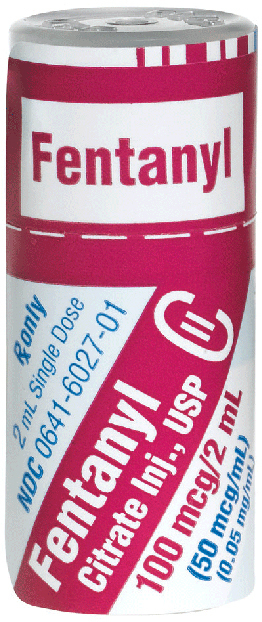 Fentanyl
℞only
2 mL Single Dose
NDC 0641-6027-01
Fentanyl
Citrate Inj., USP
CII
100 mcg/2 mL
(50 mcg/mL)
(0.05 mg/mL)